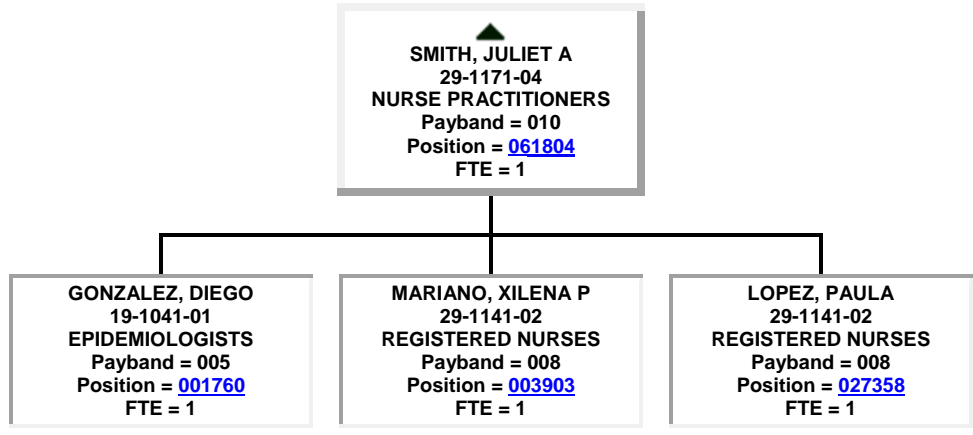 SMITH, JULIET A
29-1171-04
NURSE PRACTITIONERS
Payband = 010
Position = 061804
FTE = 1
GONZALEZ, DIEGO
19-1041-01
EPIDEMIOLOGISTS
Payband = 005
Position = 001760
FTE = 1
MARIANO, XILENA P
29-1141-02
REGISTERED NURSES
Payband = 008
Position = 003903
FTE = 1
LOPEZ, PAULA
29-1141-02
REGISTERED NURSES
Payband = 008
Position = 027358
FTE = 1